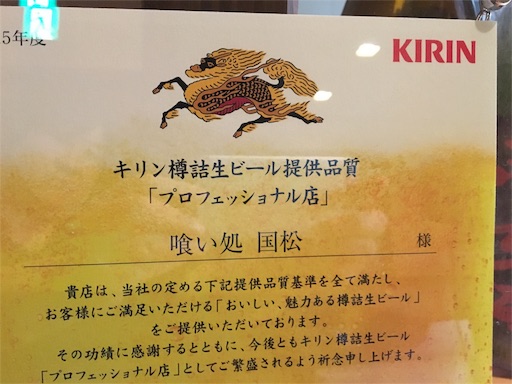 5年度
KIRIN
キリン樽詰生ビール提供品質
「プロフェッショナル店」
喰い処 国松 様
貴店は、当社の定める下記提供品質基準を全て満たし、
お客様にご満足いただける「おいしい、魅力ある樽詰生ビール」
をご提供いただいております。
その功績に感謝するとともに、今後ともキリン樽詰生ビール
「プロフェッショナル店」としてご繁盛されるよう祈念申し上げます。